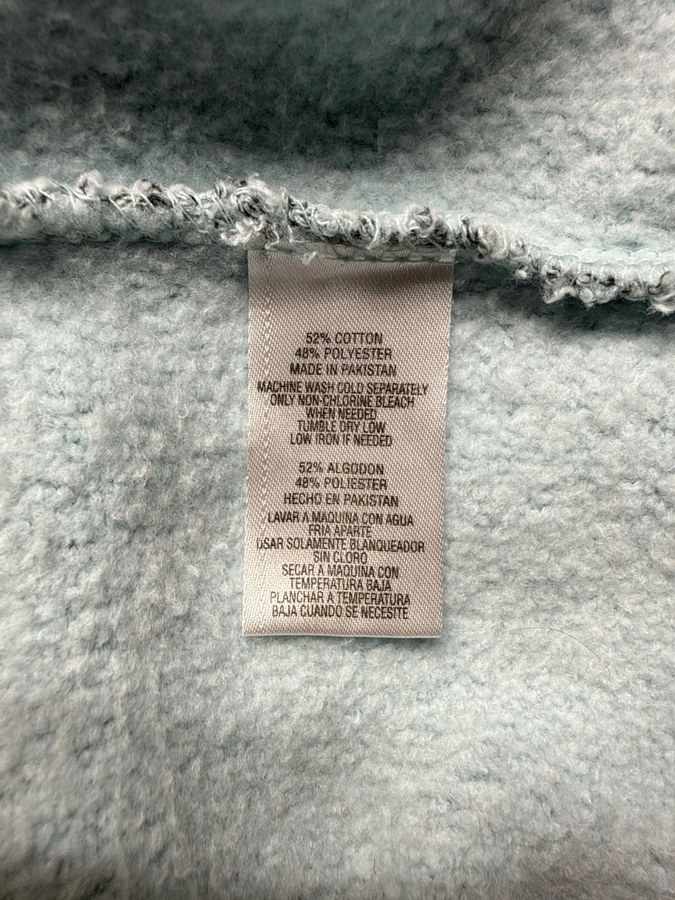 52% COTTON
48% POLYESTER
MADE IN PAKISTAN
MACHINE WASH COLD SEPARATELY
ONLY NON-CHLORINE BLEACH
WHEN NEEDED
TUMBLE DRY LOW
LOW IRON IF NEEDED
52% ALGODON
48% POLIESTER
HECHO EN PAKISTAN
LAVAR A MAQUINA CON AGUA
FRIA APARTE
USAR SOLAMENTE BLANQUEADOR
SIN CLORO
SECAR A MAQUINA CON
TEMPERATURA BAJA
PLANCHAR A TEMPERATURA
BAJA CUANDO SE NECESITE